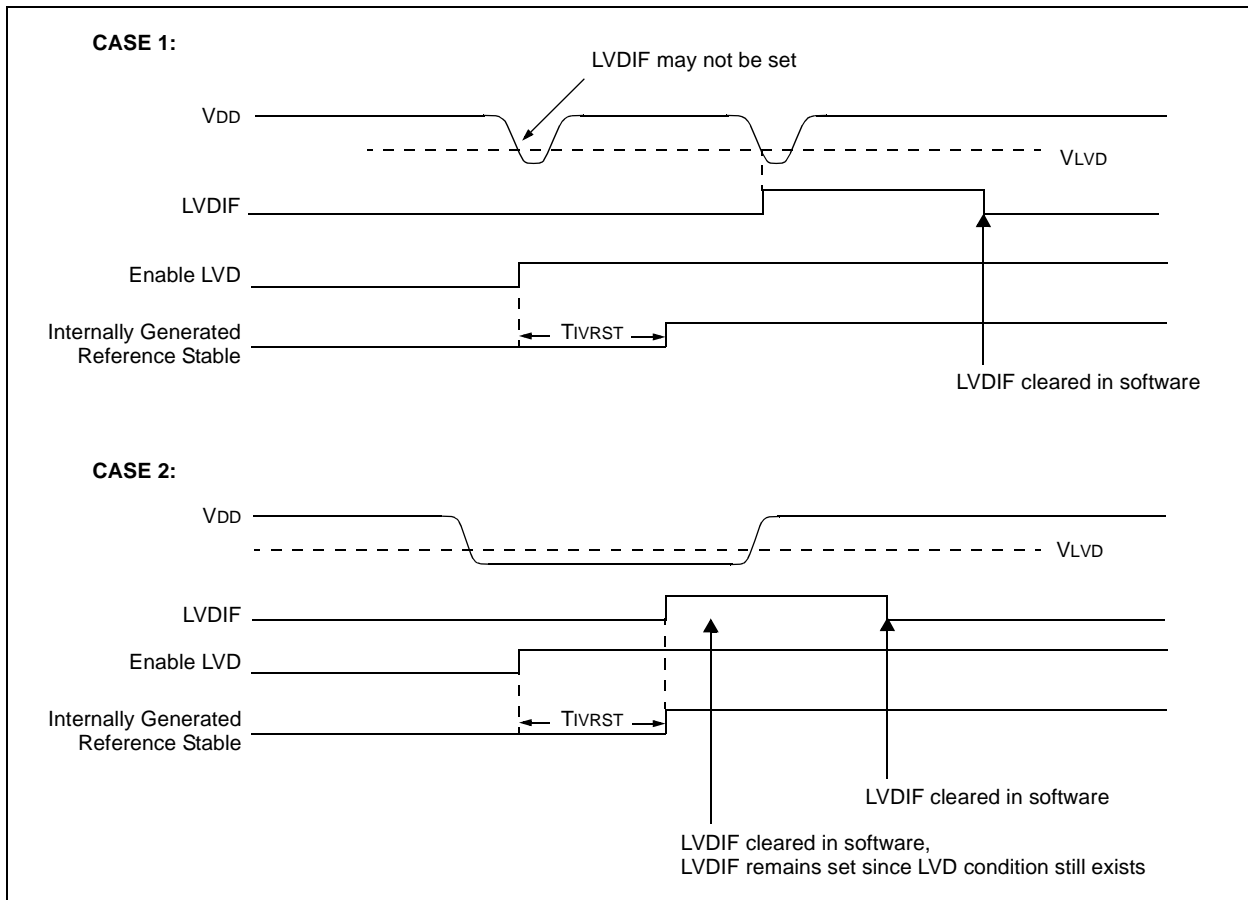 CASE 1:
LVDIF may not be set
VDD
VLVD
LVDIF
Enable LVD
Internally Generated
Reference Stable
TIVRST
LVDIF cleared in software
CASE 2:
VDD
VLVD
LVDIF
Enable LVD
Internally Generated
Reference Stable
TIVRST
LVDIF cleared in software
LVDIF cleared in software,
LVDIF remains set since LVD condition still exists